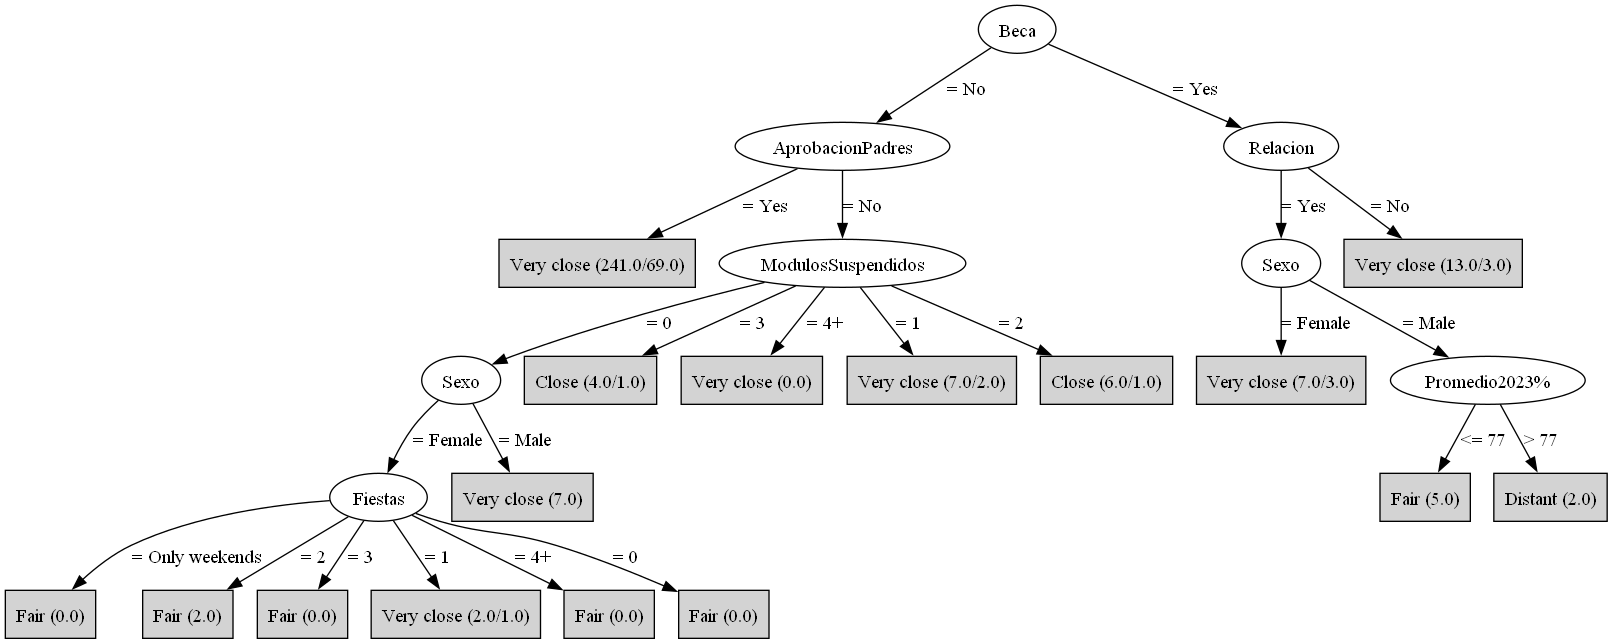 Beca
= No
= Yes
AprobacionPadres
Relacion
= Yes
= No
= Yes
= No
Very close (241.0/69.0)
ModulosSuspendidos
Sexo
Very close (13.0/3.0)
= 0
= 3
= 4+
= 1
= 2
= Female
= Male
Sexo
Close (4.0/1.0)
Very close (0.0)
Very close (7.0/2.0)
Close (6.0/1.0)
Very close (7.0/3.0)
Promedio2023%
= Female
= Male
<= 77
> 77
Fiestas
Very close (7.0)
Fair (5.0)
Distant (2.0)
= Only weekends
= 2
= 3
= 1
= 4+
= 0
Fair (0.0)
Fair (2.0)
Fair (0.0)
Very close (2.0/1.0)
Fair (0.0)
Fair (0.0)